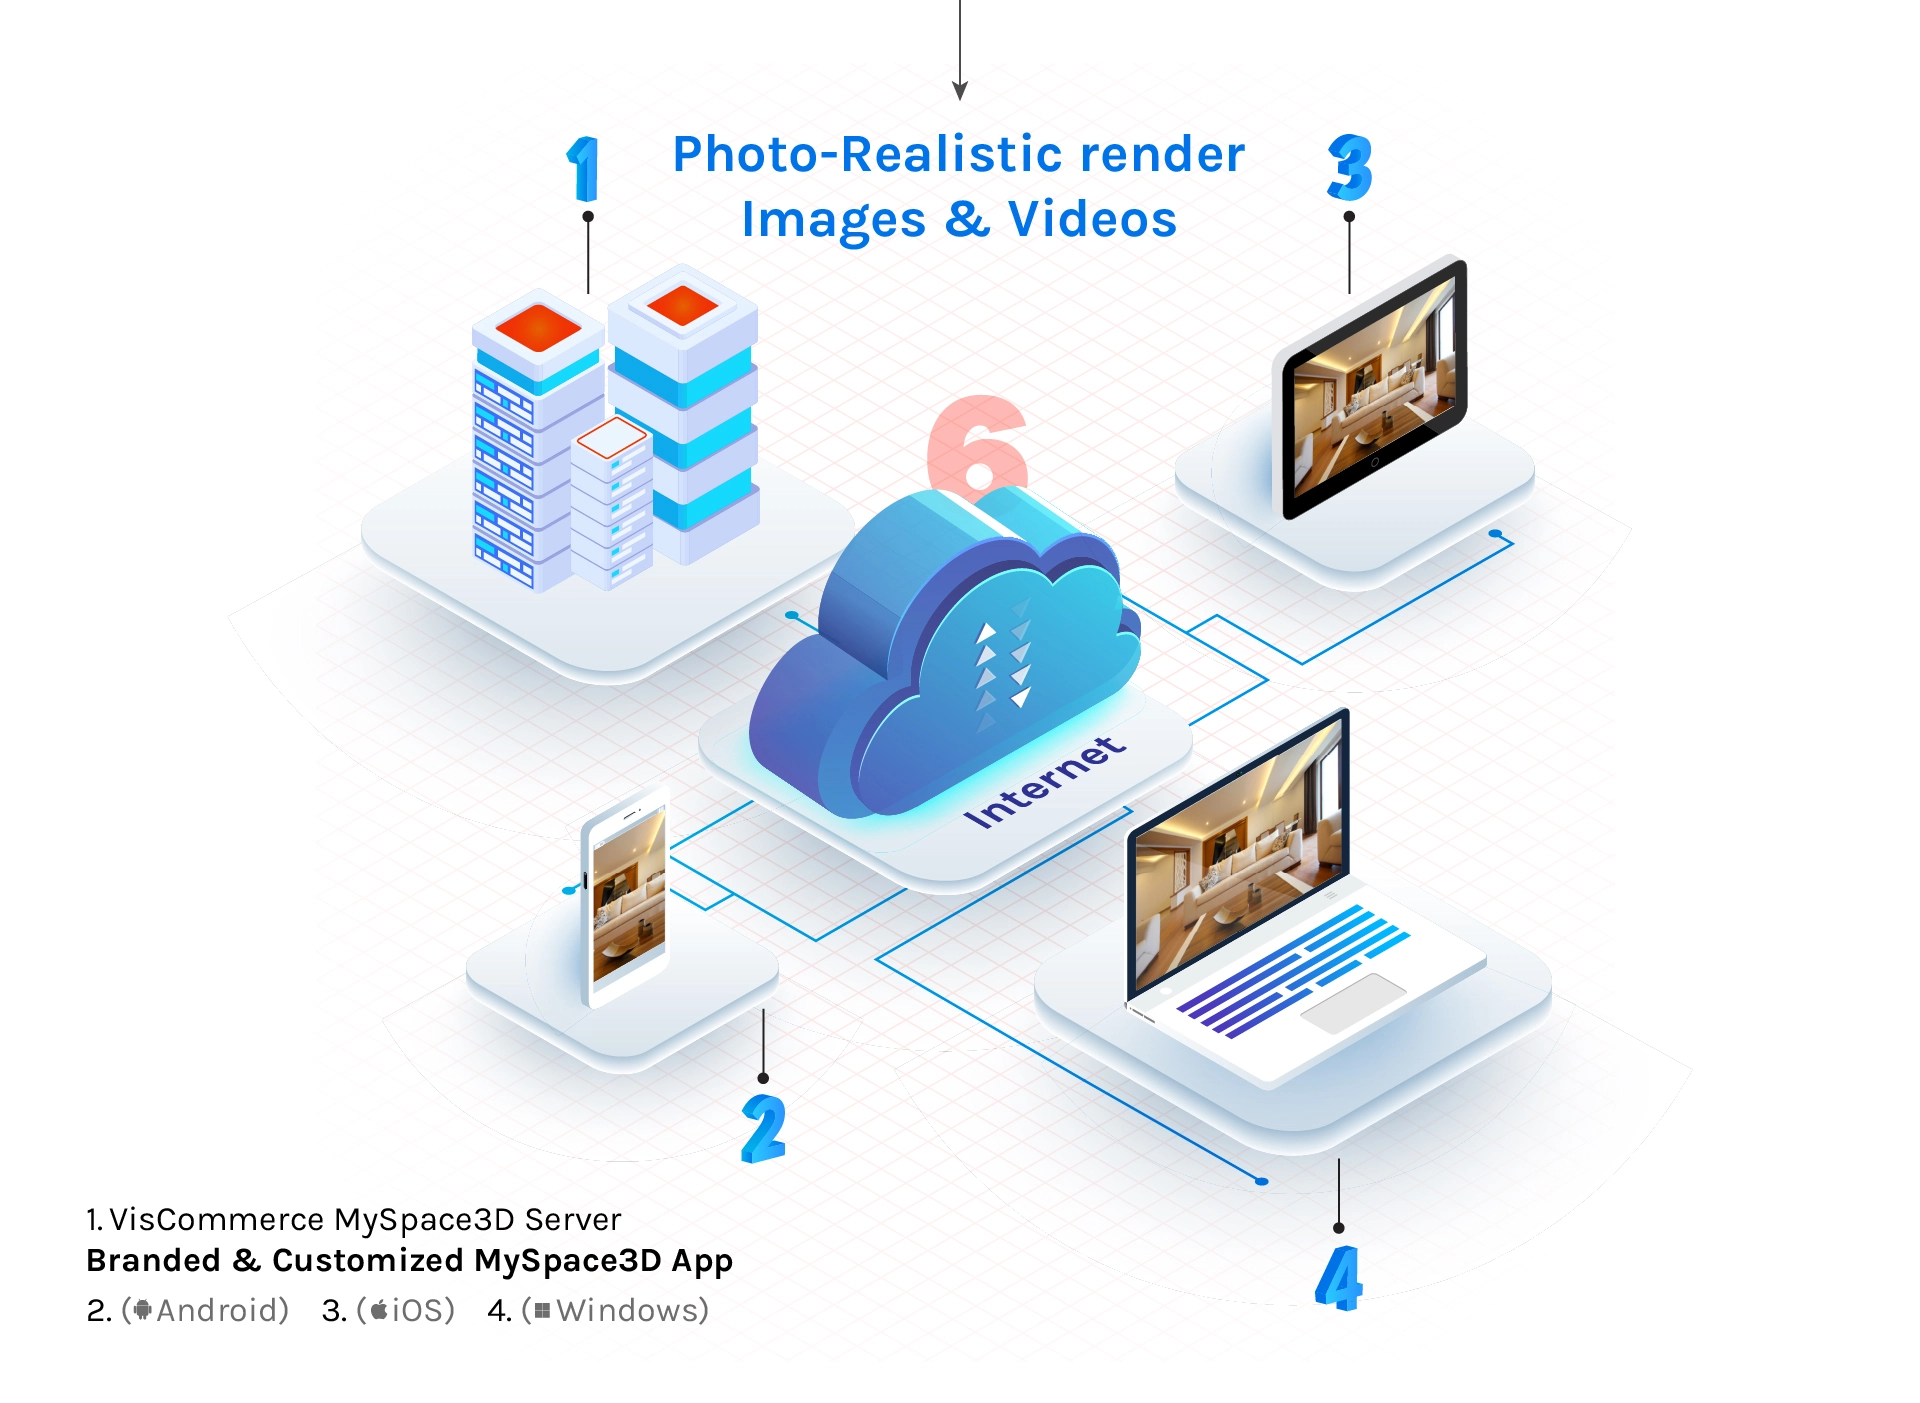 1
Photo-Realistic render
Images & Videos
3
6
Internet
2
4
1. VisCommerce MySpace3D Server
Branded & Customized MySpace3D App
2. (Android) 3. (iOS) 4. (Windows)